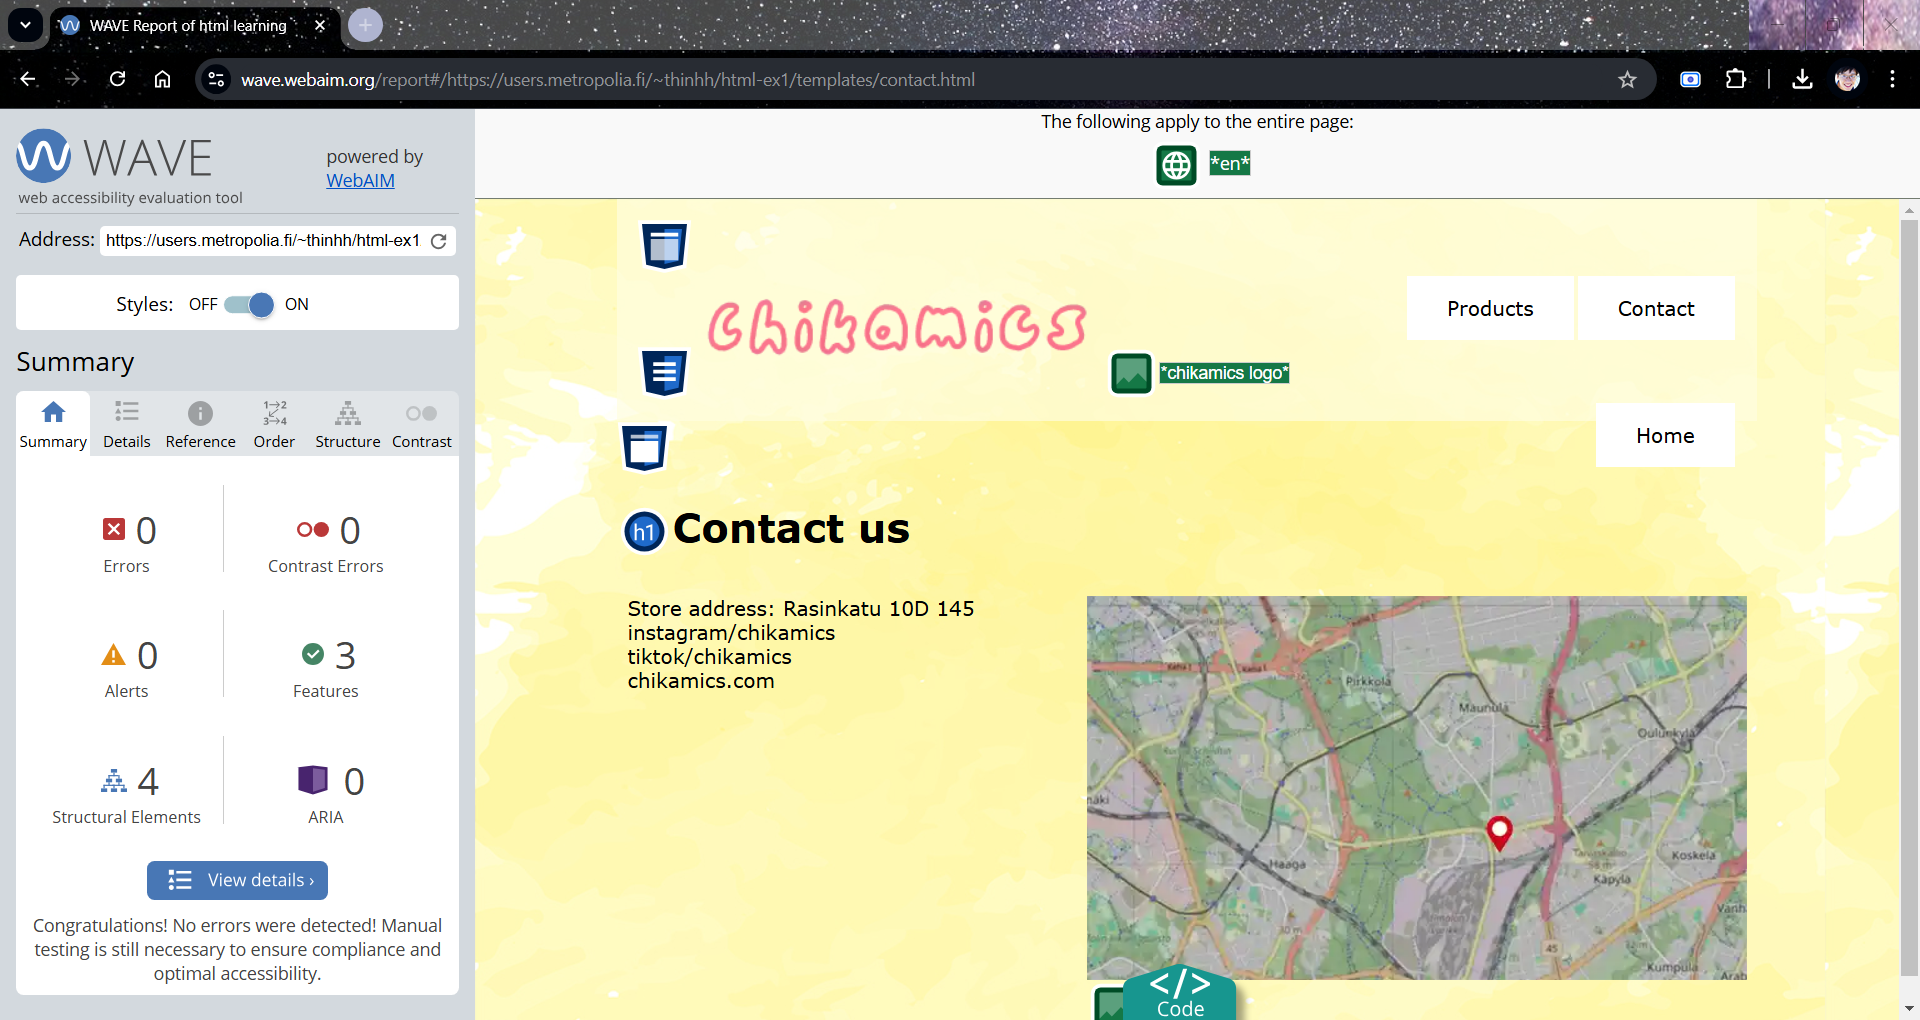 WAVE Report of html learning
wave.webaim.org/report#/https://users.metropolia.fi/~thinhh/html-ex1/templates/contact.html
WAVE
web accessibility evaluation tool
powered by
WebAIM
Address: https://users.metropolia.fi/~thinhh/html-ex1
Styles: OFF ON
Summary
Summary Details Reference Order Structure Contrast
0 Errors
0 Contrast Errors
0 Alerts
3 Features
4 Structural Elements
0 ARIA
View details ›
Congratulations! No errors were detected! Manual
testing is still necessary to ensure compliance and
optimal accessibility.
The following apply to the entire page:
*en*
chikamics
*chikamics logo*
Products
Contact
Home
h1 Contact us
Store address: Rasinkatu 10D 145
instagram/chikamics
tiktok/chikamics
chikamics.com
Pirkkola
Maunula
Oulunkylä
Haaga
Koskela
Käpylä
45
Kumpula
</> Code